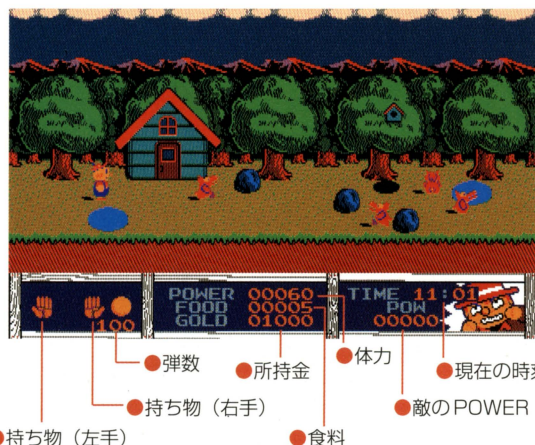 POWER 00060
FOOD 00005
GOLD 01000
TIME 11:01
POW
00000
100
●弾数
●所持金
●体力
●現在の時刻
●持ち物（右手）
●敵のPOWER
●持ち物（左手）
●食料